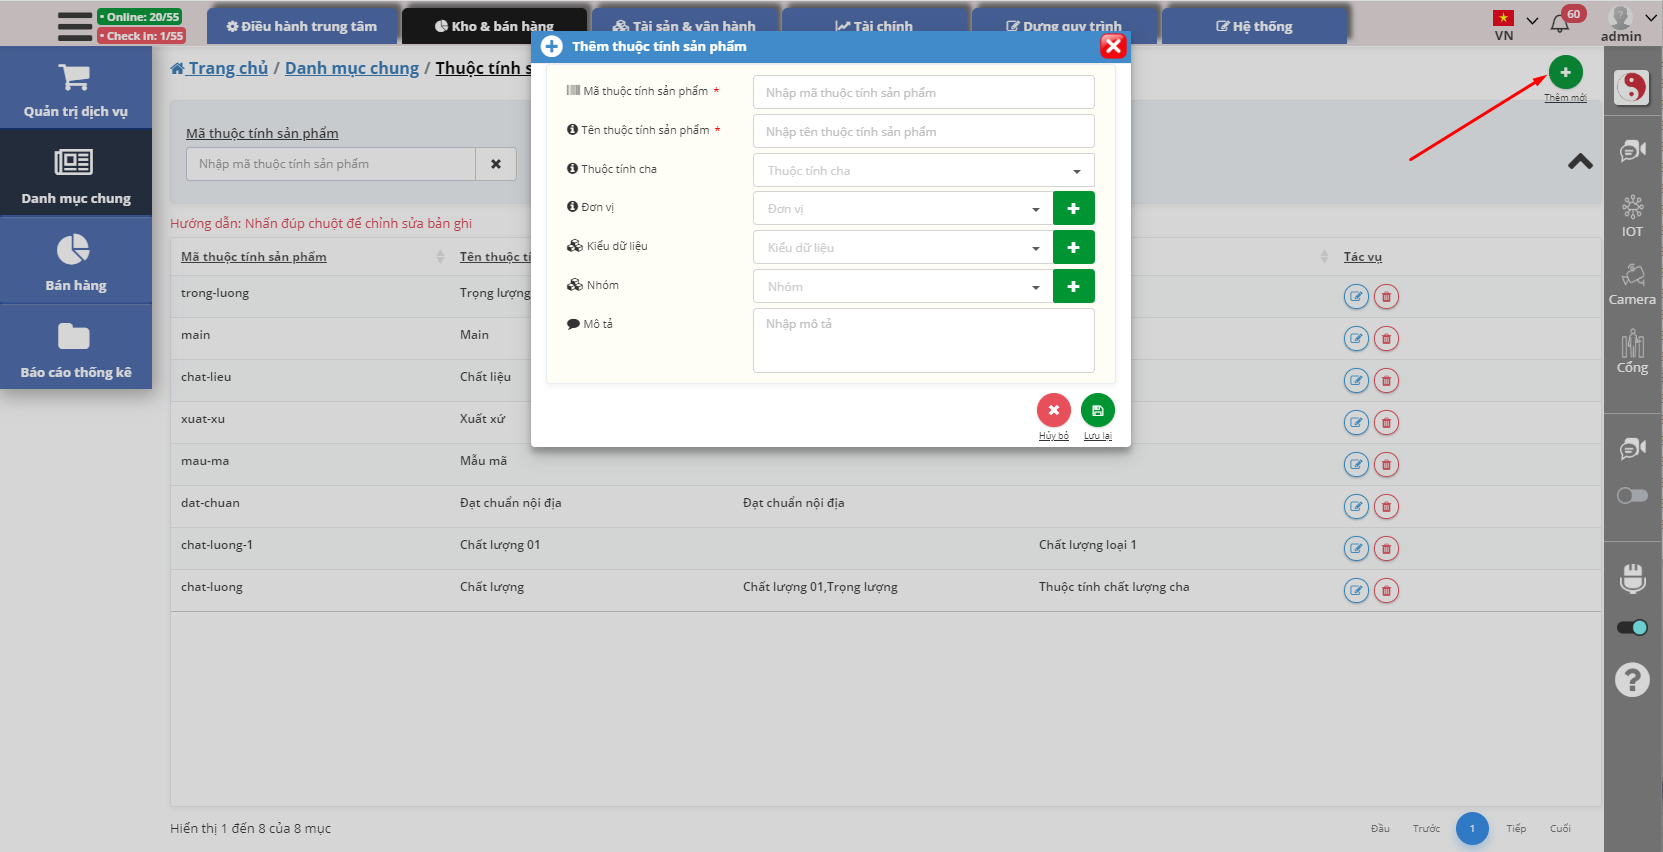 • Online: 20/55
• Check in: 1/55
Điều hành trung tâm
Kho & bán hàng
Tài sản & vận hành
Tài chính
Dựng quy trình
Hệ thống
VN
60
admin
Quản trị dịch vụ
Danh mục chung
Bán hàng
Báo cáo thống kê
Trang chủ / Danh mục chung / Thuộc tính s
Thêm mới
Mã thuộc tính sản phẩm
Nhập mã thuộc tính sản phẩm
Hướng dẫn: Nhấn đúp chuột để chỉnh sửa bản ghi
Thêm thuộc tính sản phẩm
Mã thuộc tính sản phẩm *
Nhập mã thuộc tính sản phẩm
Tên thuộc tính sản phẩm *
Nhập tên thuộc tính sản phẩm
Thuộc tính cha
Thuộc tính cha
Đơn vị
Đơn vị
Kiểu dữ liệu
Kiểu dữ liệu
Nhóm
Nhóm
Mô tả
Nhập mô tả
Hủy bỏ
Lưu lại
Mã thuộc tính sản phẩm
Tên thuộc tí
Tác vụ
trong-luong
Trọng lượng
main
Main
chat-lieu
Chất liệu
xuat-xu
Xuất xứ
mau-ma
Mẫu mã
dat-chuan
Đạt chuẩn nội địa
Đạt chuẩn nội địa
chat-luong-1
Chất lượng 01
Chất lượng loại 1
chat-luong
Chất lượng
Chất lượng 01,Trọng lượng
Thuộc tính chất lượng cha
Hiển thị 1 đến 8 của 8 mục
Đầu
Trước
1
Tiếp
Cuối
IOT
Camera
Cổng